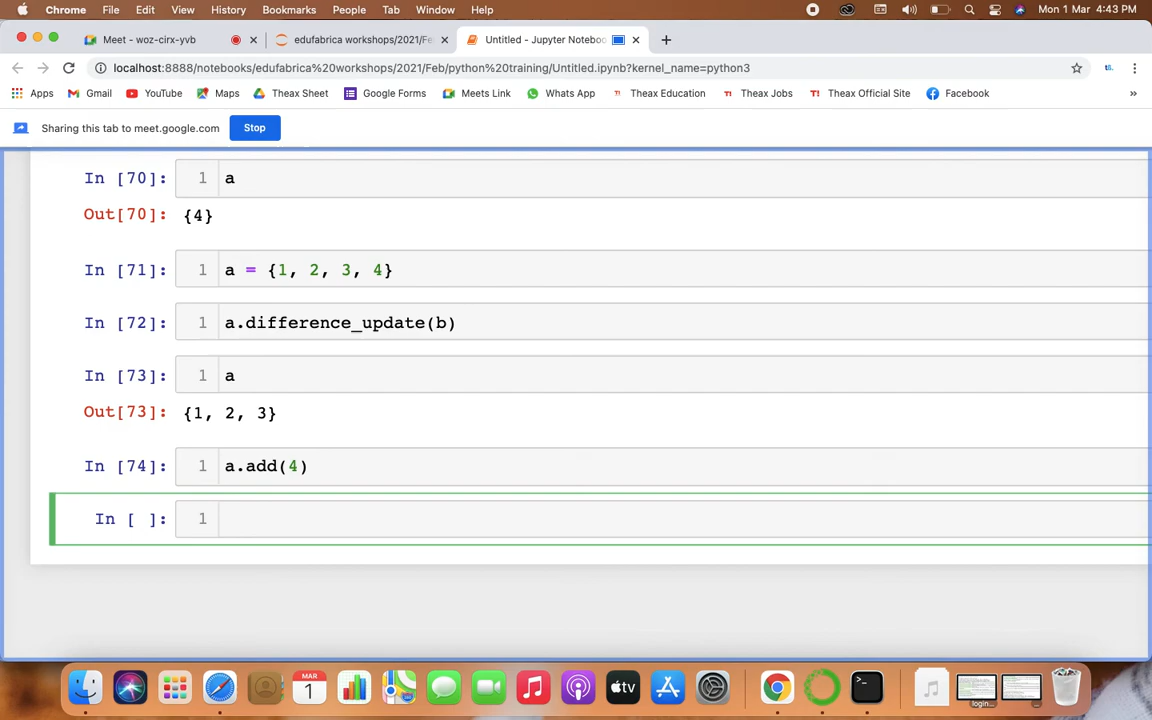 Chrome File Edit View History Bookmarks People Tab Window Help Mon 1 Mar 4:43 PM
Meet - woz-cirx-yvb edufabrica workshops/2021/Fe Untitled - Jupyter Noteboo
localhost:8888/notebooks/edufabrica%20workshops/2021/Feb/python%20training/Untitled.ipynb?kernel_name=python3
Apps Gmail YouTube Maps Theax Sheet Google Forms Meets Link Whats App Theax Education Theax Jobs Theax Official Site Facebook »
Sharing this tab to meet.google.com Stop
In [70]: 1 a
Out[70]: {4}
In [71]: 1 a = {1, 2, 3, 4}
In [72]: 1 a.difference_update(b)
In [73]: 1 a
Out[73]: {1, 2, 3}
In [74]: 1 a.add(4)
In [ ]: 1
MAR
1
tv
login...